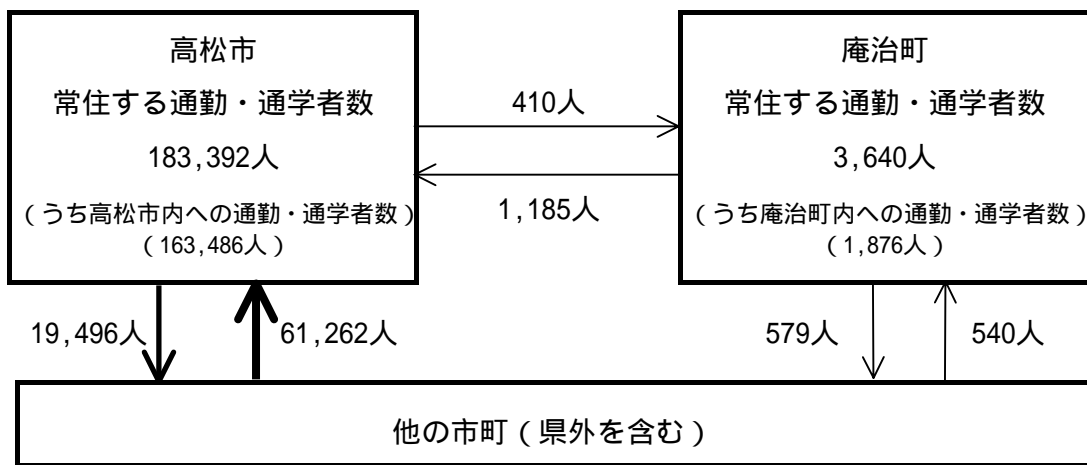 高松市
常住する通勤・通学者数
183,392人
(うち高松市内への通勤・通学者数)
(163,486人)
410人
1,185人
庵治町
常住する通勤・通学者数
3,640人
(うち庵治町内への通勤・通学者数)
(1,876人)
19,496人
61,262人
579人
540人
他の市町(県外を含む)